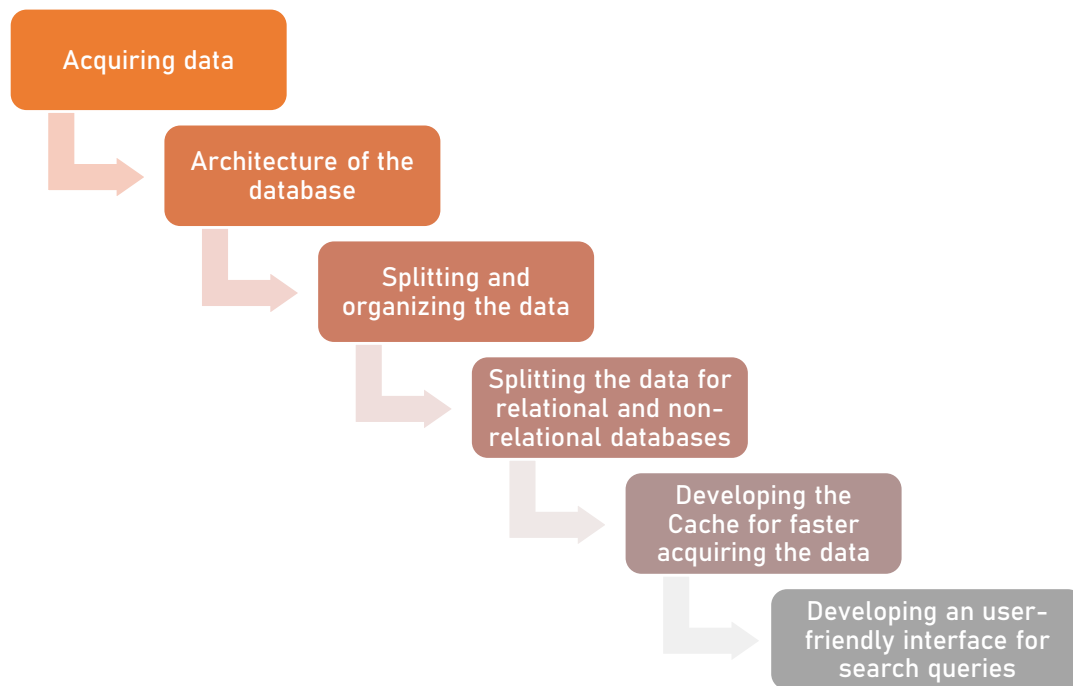 Acquiring data
Architecture of the
database
Splitting and
organizing the data
Splitting the data for
relational and non-
relational databases
Developing the
Cache for faster
acquiring the data
Developing an user-
friendly interface for
search queries